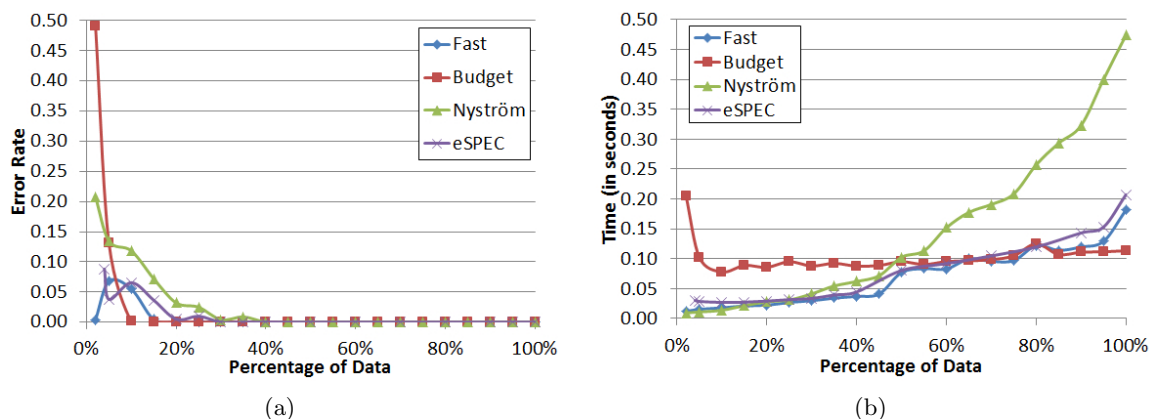 0.50
0.45
0.40
0.35
0.30
0.25
0.20
0.15
0.10
0.05
0.00
Error Rate
0% 20% 40% 60% 80% 100%
Percentage of Data
Fast
Budget
Nyström
eSPEC
(a)
0.50
0.45
0.40
0.35
0.30
0.25
0.20
0.15
0.10
0.05
0.00
Time (in seconds)
0% 20% 40% 60% 80% 100%
Percentage of Data
Fast
Budget
Nyström
eSPEC
(b)